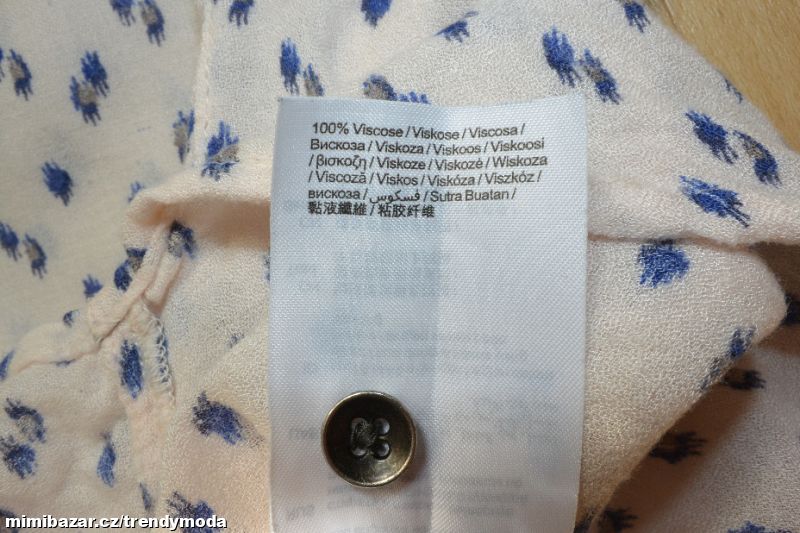 100% Viscose / Viskose / Viscosa /
Вискоза / Viskoza / Viskoos / Viskoosi
/ βισκοζη / Viskoze / Viskozė / Wiskoza
/ Viscoză / Viskos / Viskóza / Viszkóz /
вискоза / فسكوس / Sutra Buatan /
黏液纖維 / 粘胶纤维
mimibazar.cz/trendymoda